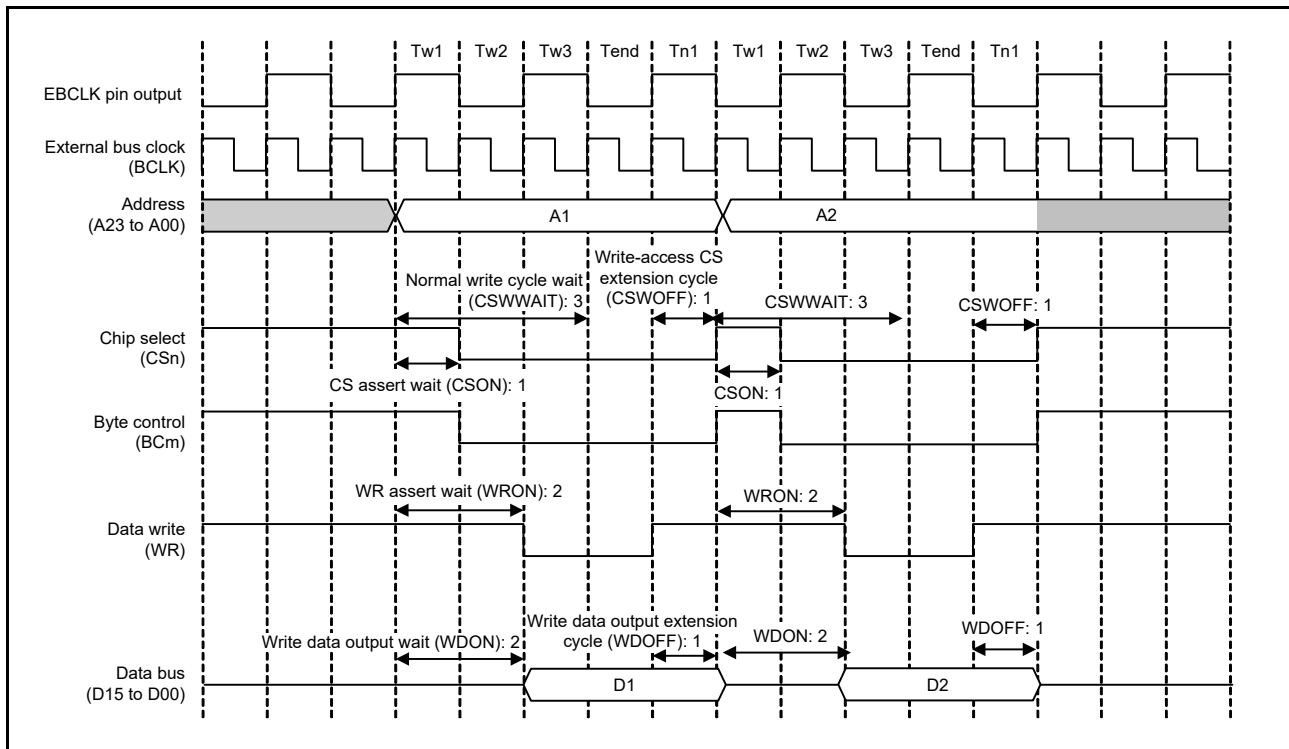 Tw1 Tw2 Tw3 Tend Tn1 Tw1 Tw2 Tw3 Tend Tn1
EBCLK pin output
External bus clock
(BCLK)
Address
(A23 to A00)
A1 A2
Normal write cycle wait
(CSWWAIT): 3
Write-access CS
extension cycle
(CSWOFF): 1
CSWWAIT: 3
CSWOFF: 1
Chip select
(CSn)
CS assert wait (CSON): 1
CSON: 1
Byte control
(BCm)
WR assert wait (WRON): 2
WRON: 2
Data write
(WR)
Write data output wait (WDON): 2
Write data output extension
cycle (WDOFF): 1
WDON: 2
WDOFF: 1
Data bus
(D15 to D00)
D1 D2